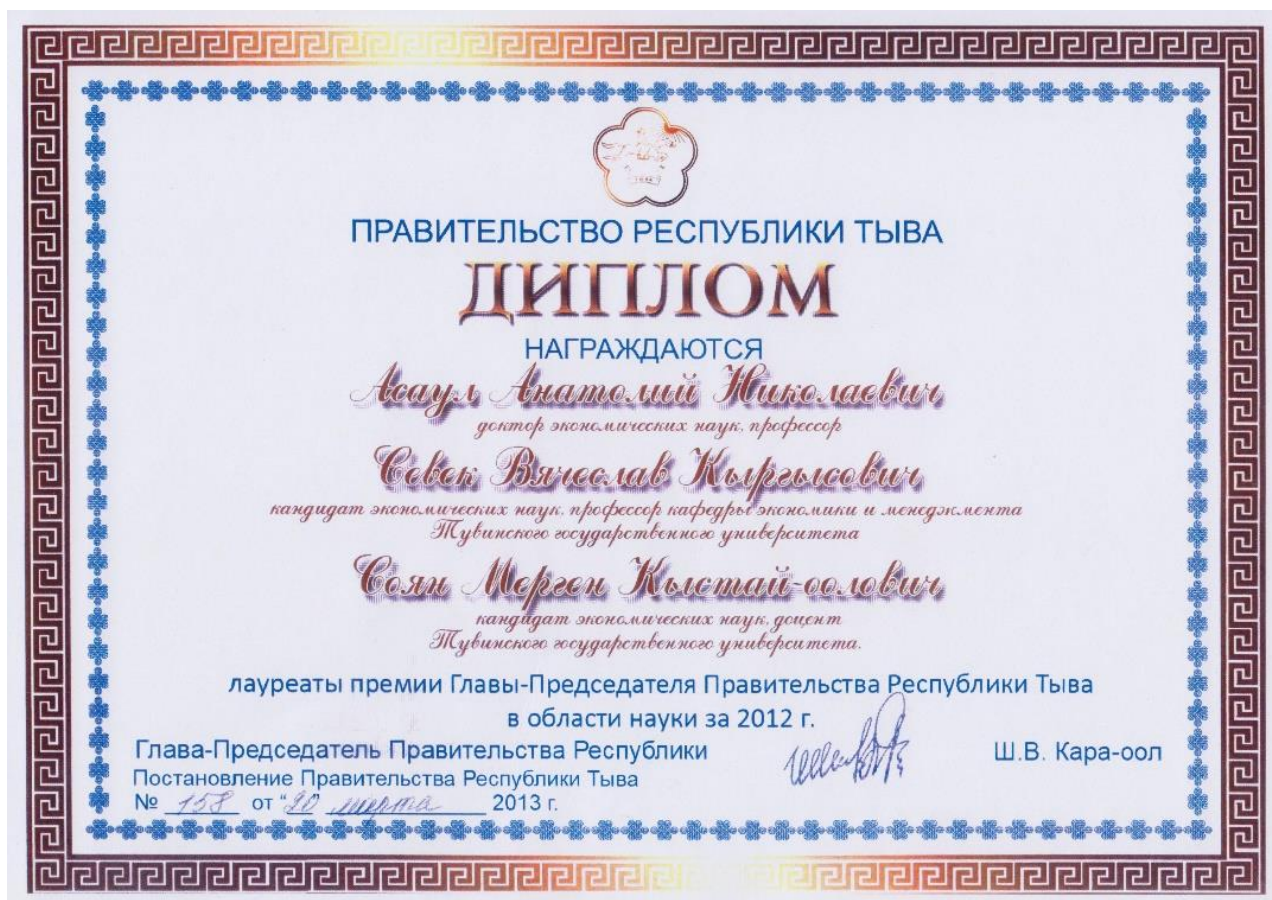 ПРАВИТЕЛЬСТВО РЕСПУБЛИКИ ТЫВА
ДИПЛОМ
НАГРАЖДАЮТСЯ
Асаул Анатолий Николаевич
доктор экономических наук, профессор
Севек Вячеслав Кыргысович
кандидат экономических наук, профессор кафедры экономики и менеджмента
Тувинского государственного университета
Соян Мерген Кыстай-оолович
кандидат экономических наук, доцент
Тувинского государственного университета.
лауреаты премии Главы-Председателя Правительства Республики Тыва
в области науки за 2012 г.
Глава-Председатель Правительства Республики Ш.В. Кара-оол
Постановление Правительства Республики Тыва
№ 158 от "20 марта 2013 г.